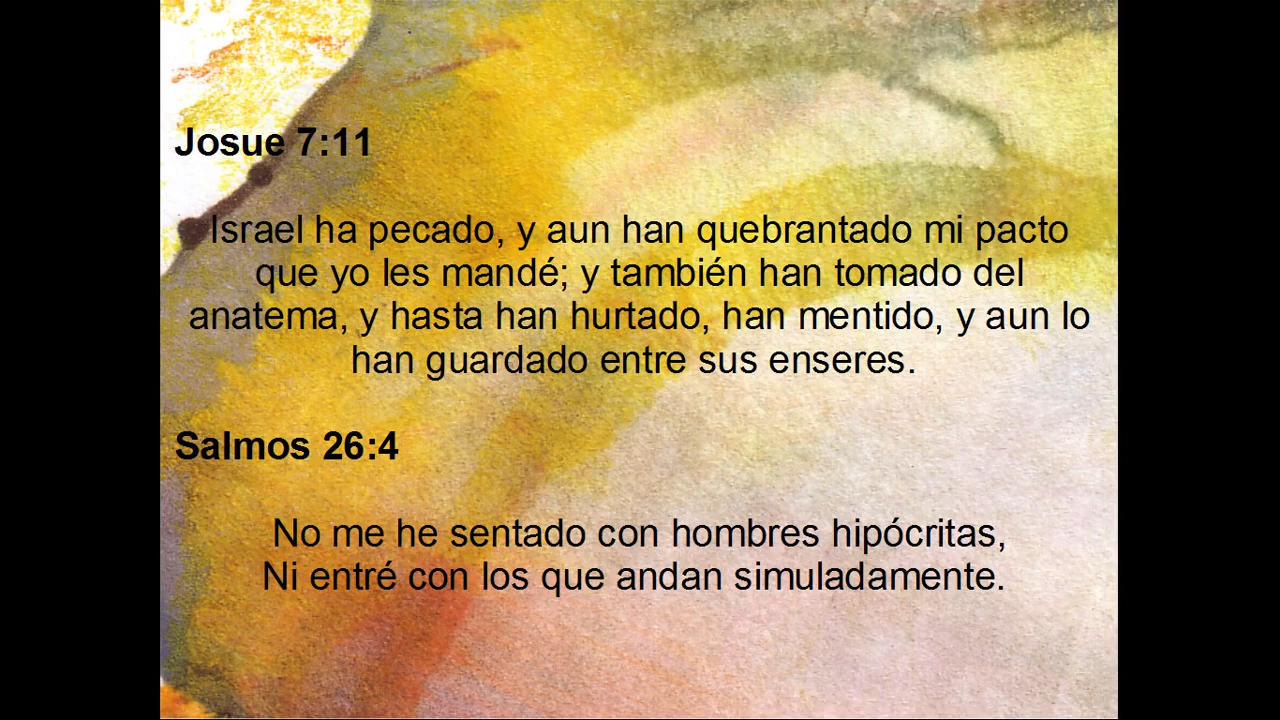 Josue 7:11
Israel ha pecado, y aun han quebrantado mi pacto
que yo les mandé; y también han tomado del
anatema, y hasta han hurtado, han mentido, y aun lo
han guardado entre sus enseres.
Salmos 26:4
No me he sentado con hombres hipócritas,
Ni entré con los que andan simuladamente.